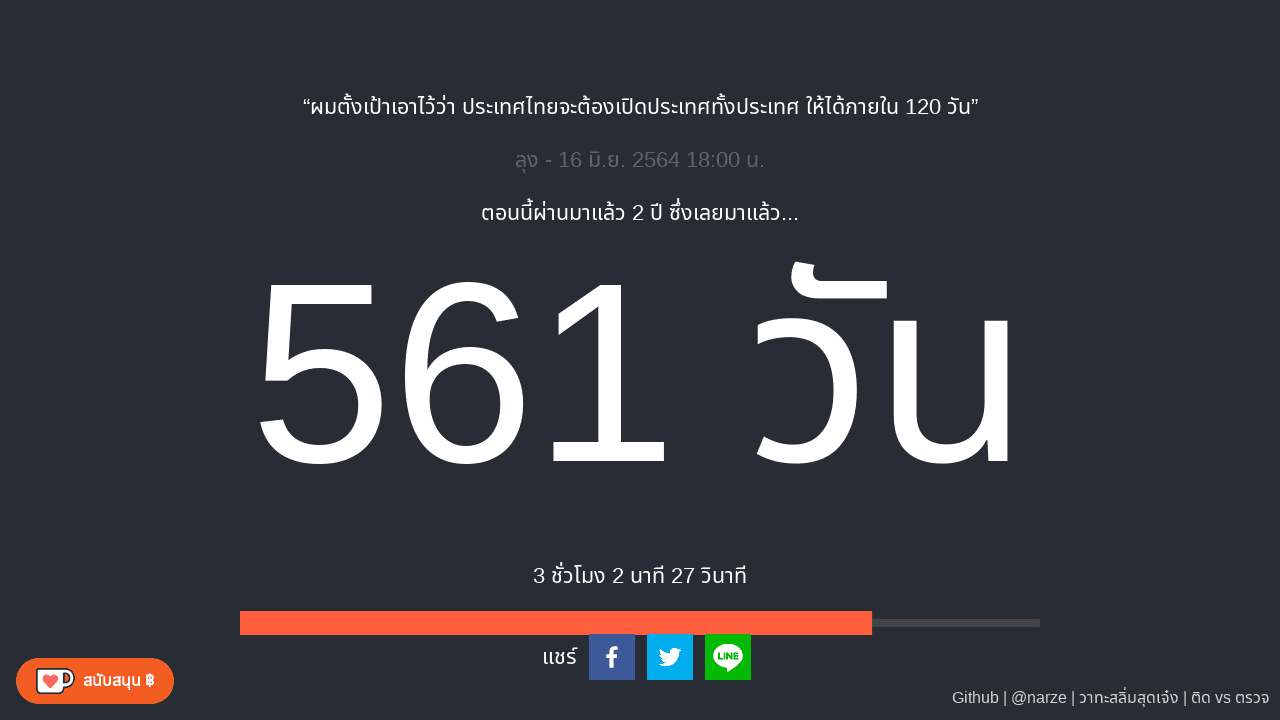 “ผมตั้งเป้าเอาไว้ว่า ประเทศไทยจะต้องเปิดประเทศทั้งประเทศ ให้ได้ภายใน 120 วัน”
ลุง - 16 มิ.ย. 2564 18:00 น.
ตอนนี้ผ่านมาแล้ว 2 ปี ซึ่งเลยมาแล้ว...
561 วัน
3 ชั่วโมง 2 นาที 27 วินาที
แชร์ LINE
สนับสนุน ฿
Github | @narze | วาทะสลิ่มสุดเจ๋ง | ติด vs ตรวจ